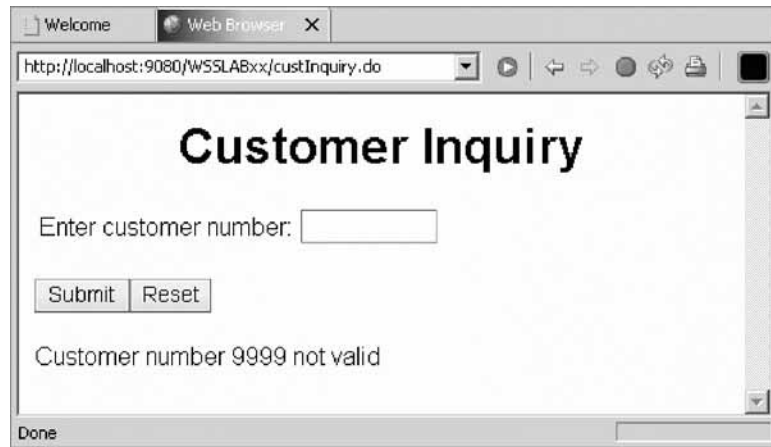 Welcome
Web Browser
http://localhost:9080/WSSLABxx/custInquiry.do
Customer Inquiry
Enter customer number:
Submit Reset
Customer number 9999 not valid
Done